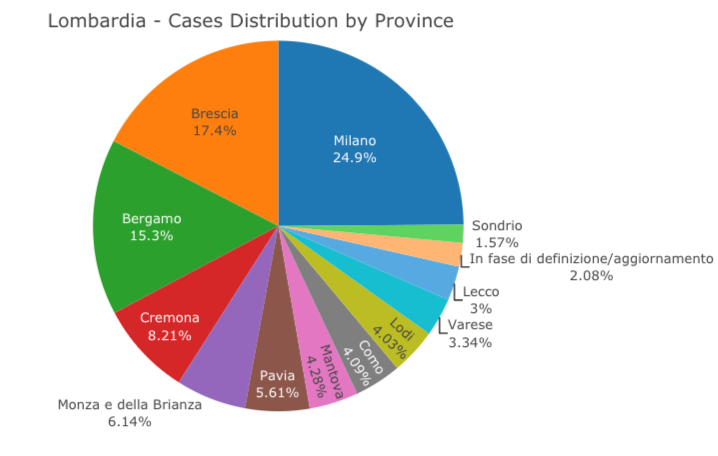 Lombardia - Cases Distribution by Province
Milano
24.9%
Brescia
17.4%
Bergamo
15.3%
Cremona
8.21%
Monza e della Brianza
6.14%
Pavia
5.61%
Mantova
4.28%
Como
4.09%
Lodi
4.03%
Varese
3.34%
Lecco
3%
In fase di definizione/aggiornamento
2.08%
Sondrio
1.57%